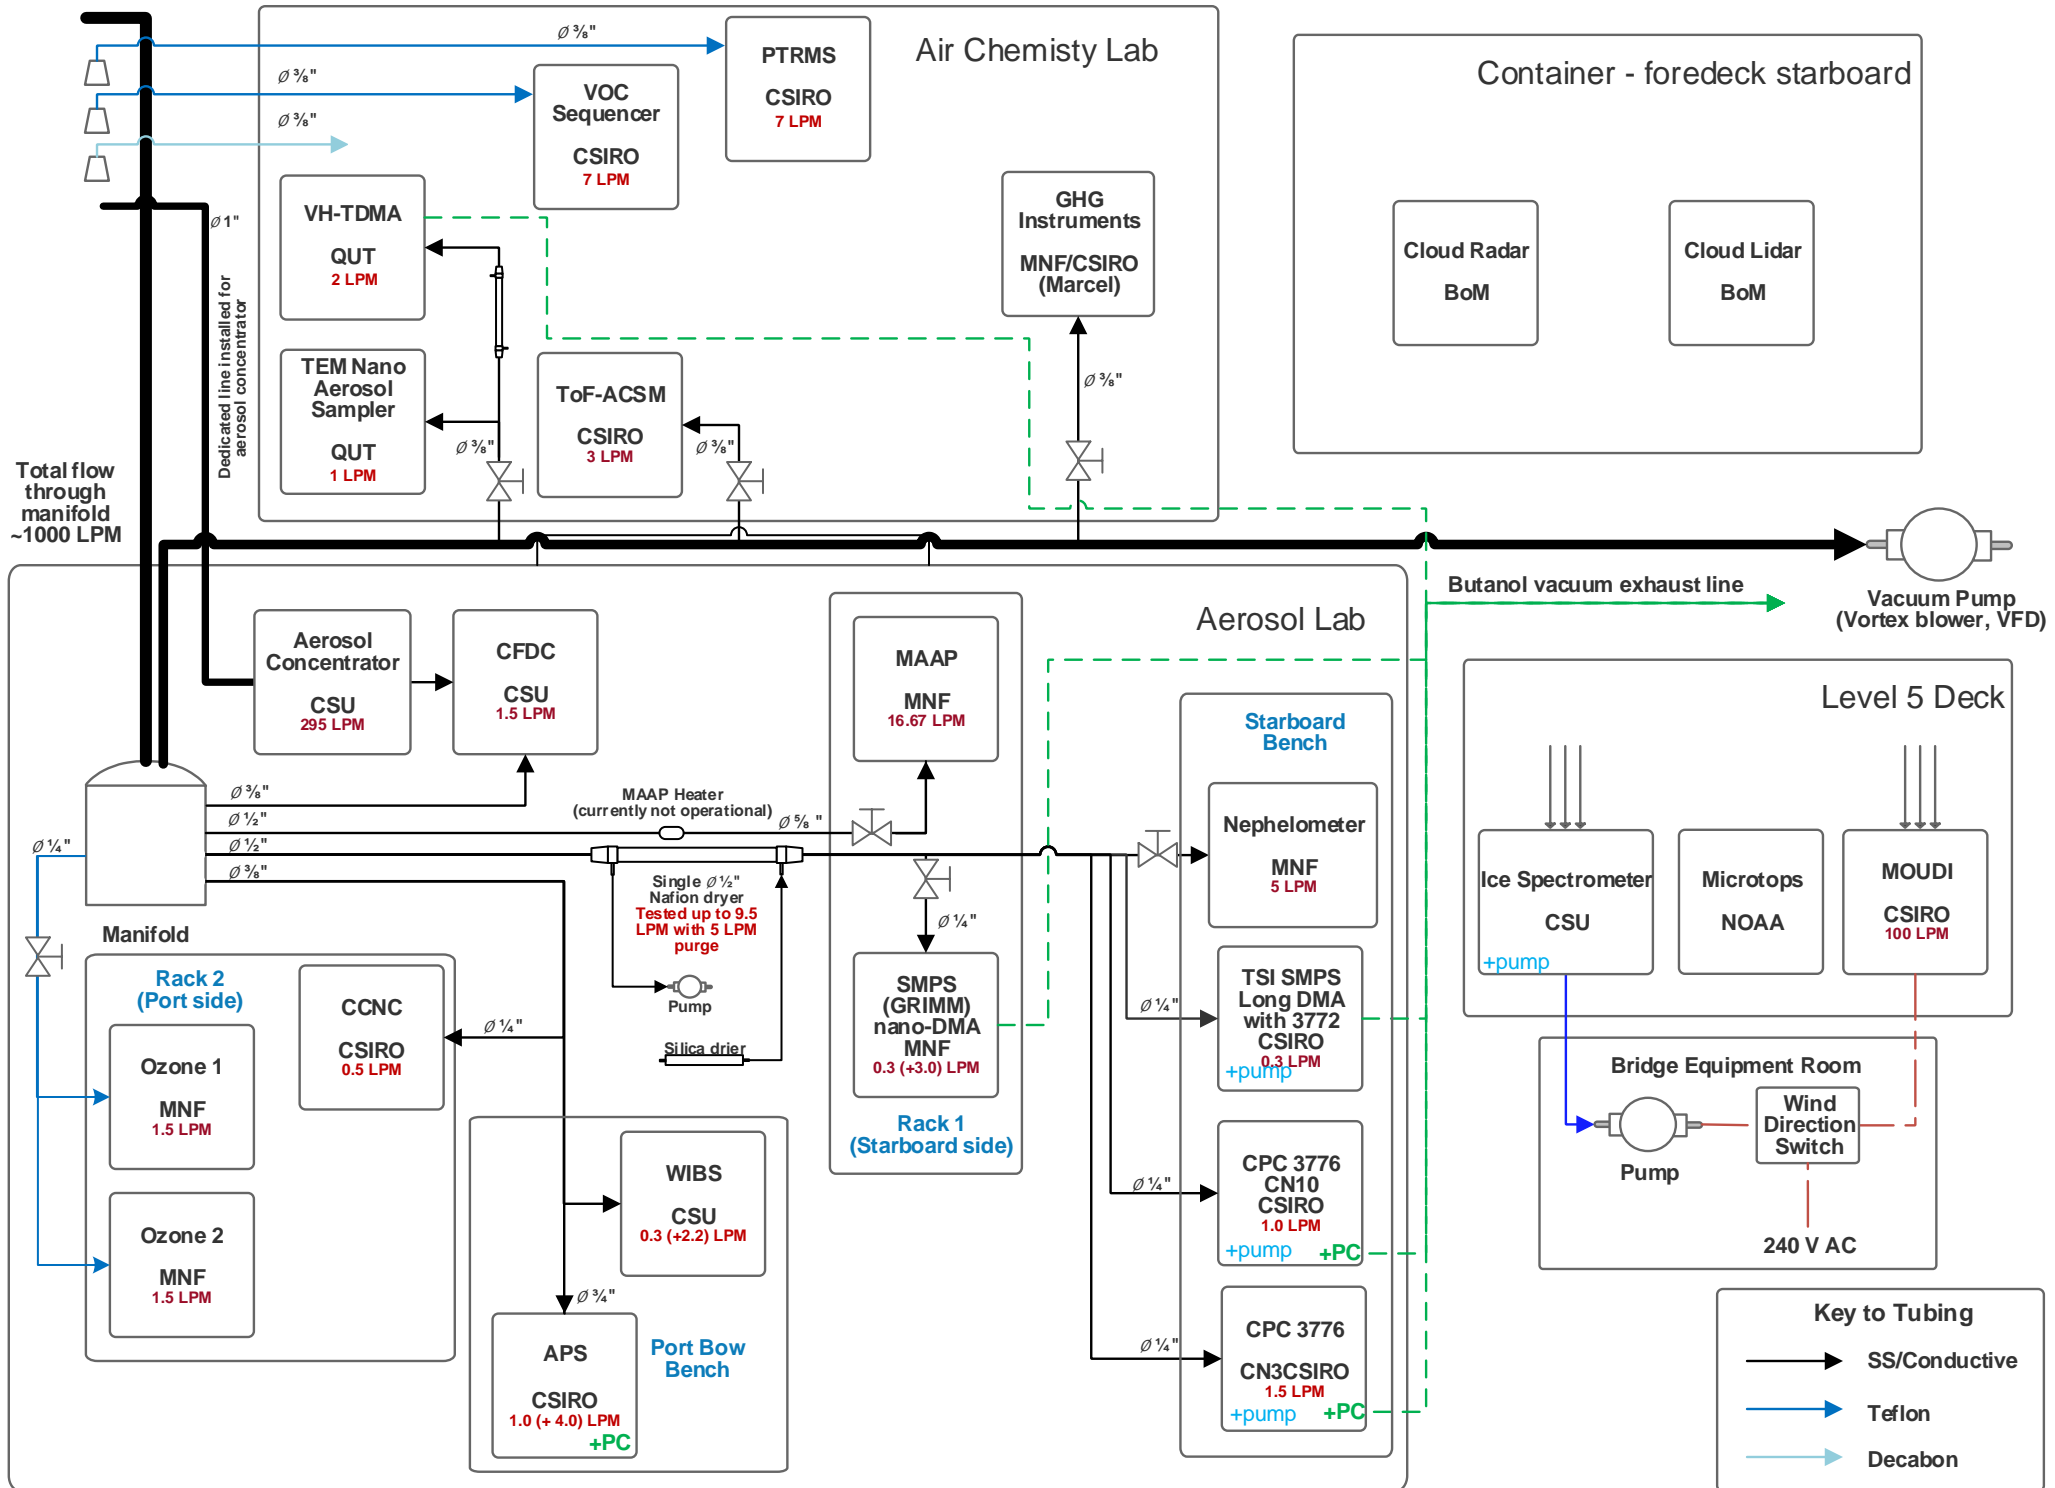 Ø ⅜"
Ø ⅜"
Ø ⅜"
Ø 1"
Dedicated line installed for
aerosol concentrator
Total flow
through
manifold
~1000 LPM
Air Chemisty Lab
PTRMS
CSIRO
7 LPM
VOC
Sequencer
CSIRO
7 LPM
VH-TDMA
QUT
2 LPM
TEM Nano
Aerosol
Sampler
QUT
1 LPM
Ø ⅜"
ToF-ACSM
CSIRO
3 LPM
Ø ⅜"
GHG
Instruments
MNF/CSIRO
(Marcel)
Ø ⅜"
Container - foredeck starboard
Cloud Radar
BoM
Cloud Lidar
BoM
Butanol vacuum exhaust line
Vacuum Pump
(Vortex blower, VFD)
Aerosol Lab
Aerosol
Concentrator
CSU
295 LPM
CFDC
CSU
1.5 LPM
MAAP
MNF
16.67 LPM
Ø ⅜"
Ø ½"
Ø ½"
Ø ⅜"
Ø ¼"
MAAP Heater
(currently not operational)
Ø ⅝ "
Single Ø ½"
Nafion dryer
Tested up to 9.5
LPM with 5 LPM
purge
Pump
Silica drier
Manifold
Rack 2
(Port side)
Ozone 1
MNF
1.5 LPM
Ozone 2
MNF
1.5 LPM
CCNC
CSIRO
0.5 LPM
Ø ¼"
WIBS
CSU
0.3 (+2.2) LPM
Ø ¾"
APS
CSIRO
1.0 (+ 4.0) LPM
+PC
Port Bow
Bench
Ø ¼"
SMPS
(GRIMM)
nano-DMA
MNF
0.3 (+3.0) LPM
Rack 1
(Starboard side)
Starboard
Bench
Nephelometer
MNF
5 LPM
Ø ¼"
TSI SMPS
Long DMA
with 3772
CSIRO
0.3 LPM
+pump
Ø ¼"
CPC 3776
CN10
CSIRO
1.0 LPM
+pump
+PC
Ø ¼"
CPC 3776
CN3CSIRO
1.5 LPM
+pump
+PC
Level 5 Deck
Ice Spectrometer
CSU
+pump
Microtops
NOAA
MOUDI
CSIRO
100 LPM
Bridge Equipment Room
Pump
Wind
Direction
Switch
240 V AC
Key to Tubing
SS/Conductive
Teflon
Decabon